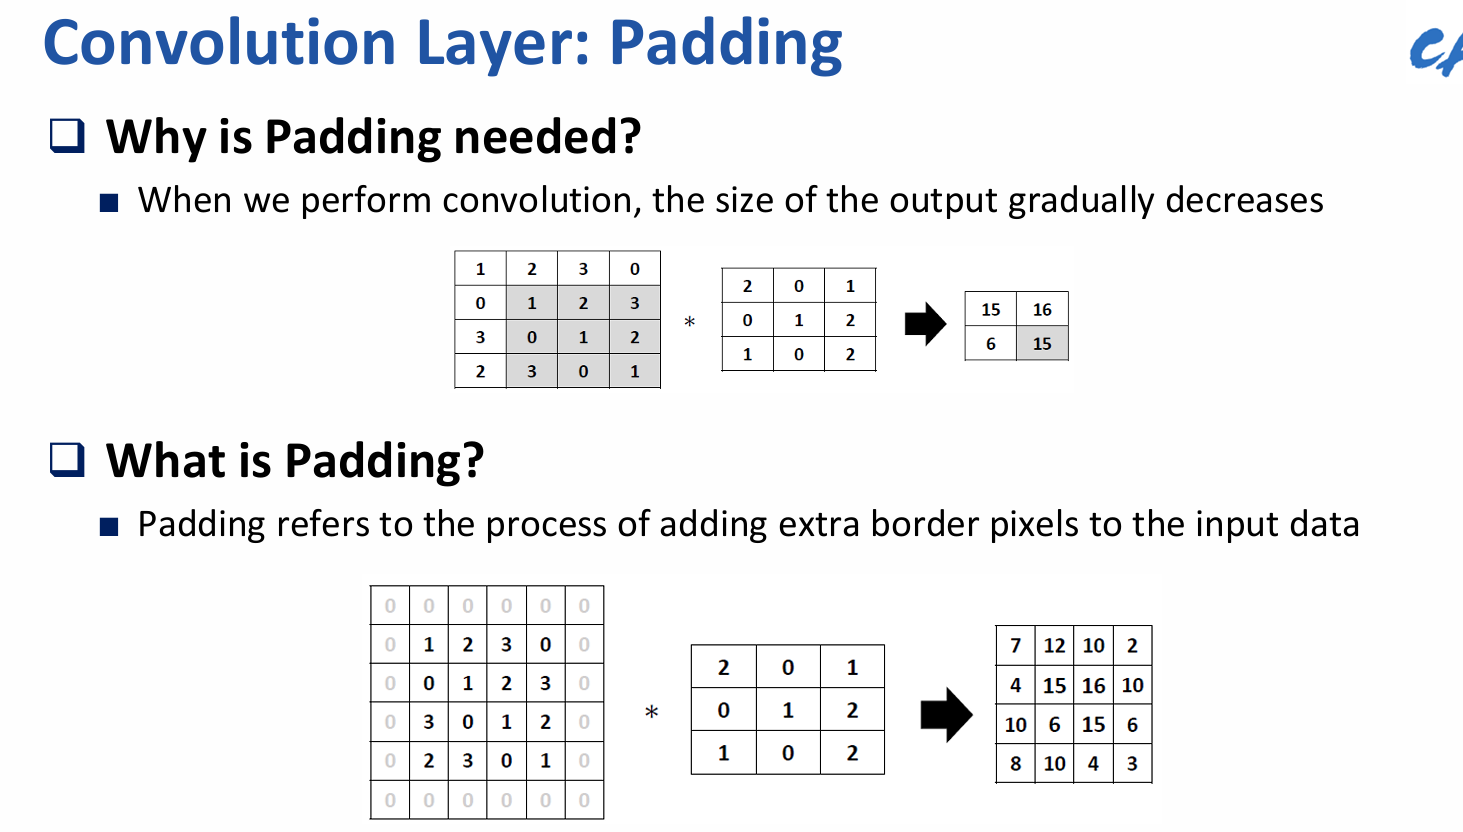 Convolution Layer: Padding
Why is Padding needed?
When we perform convolution, the size of the output gradually decreases
1 2 3 0
0 1 2 3
3 0 1 2
2 3 0 1
*
2 0 1
0 1 2
1 0 2
15 16
6 15
What is Padding?
Padding refers to the process of adding extra border pixels to the input data
0 0 0 0 0 0
0 1 2 3 0 0
0 0 1 2 3 0
0 3 0 1 2 0
0 2 3 0 1 0
0 0 0 0 0 0
*
2 0 1
0 1 2
1 0 2
7 12 10 2
4 15 16 10
10 6 15 6
8 10 4 3